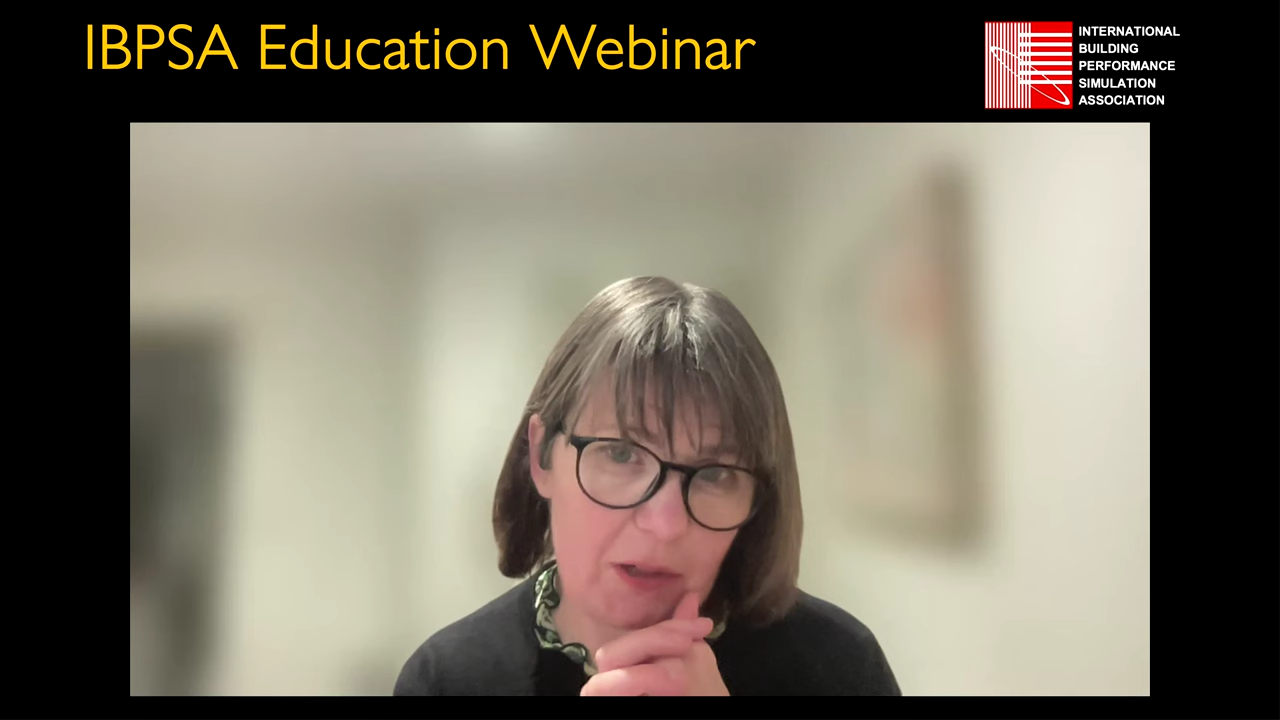 IBPSA Education Webinar
INTERNATIONAL
BUILDING
PERFORMANCE
SIMULATION
ASSOCIATION